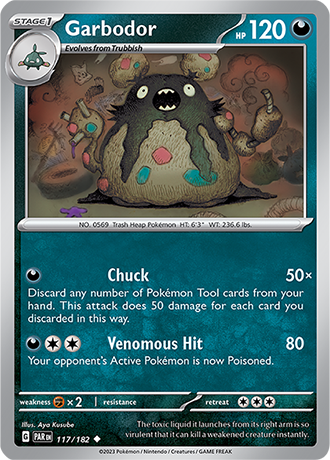 STAGE 1
Garbodor
HP 120
Evolves from Trubbish
NO. 0569 Trash Heap Pokémon HT: 6'3" WT: 236.6 lbs.
Chuck 50×
Discard any number of Pokémon Tool cards from your
hand. This attack does 50 damage for each card you
discarded in this way.
Venomous Hit 80
Your opponent's Active Pokémon is now Poisoned.
weakness ×2 resistance retreat
Illus. Aya Kusube
G PAR EN 117/182
The toxic liquid it launches from its right arm is so
virulent that it can kill a weakened creature instantly.
©2023 Pokémon / Nintendo / Creatures / GAME FREAK